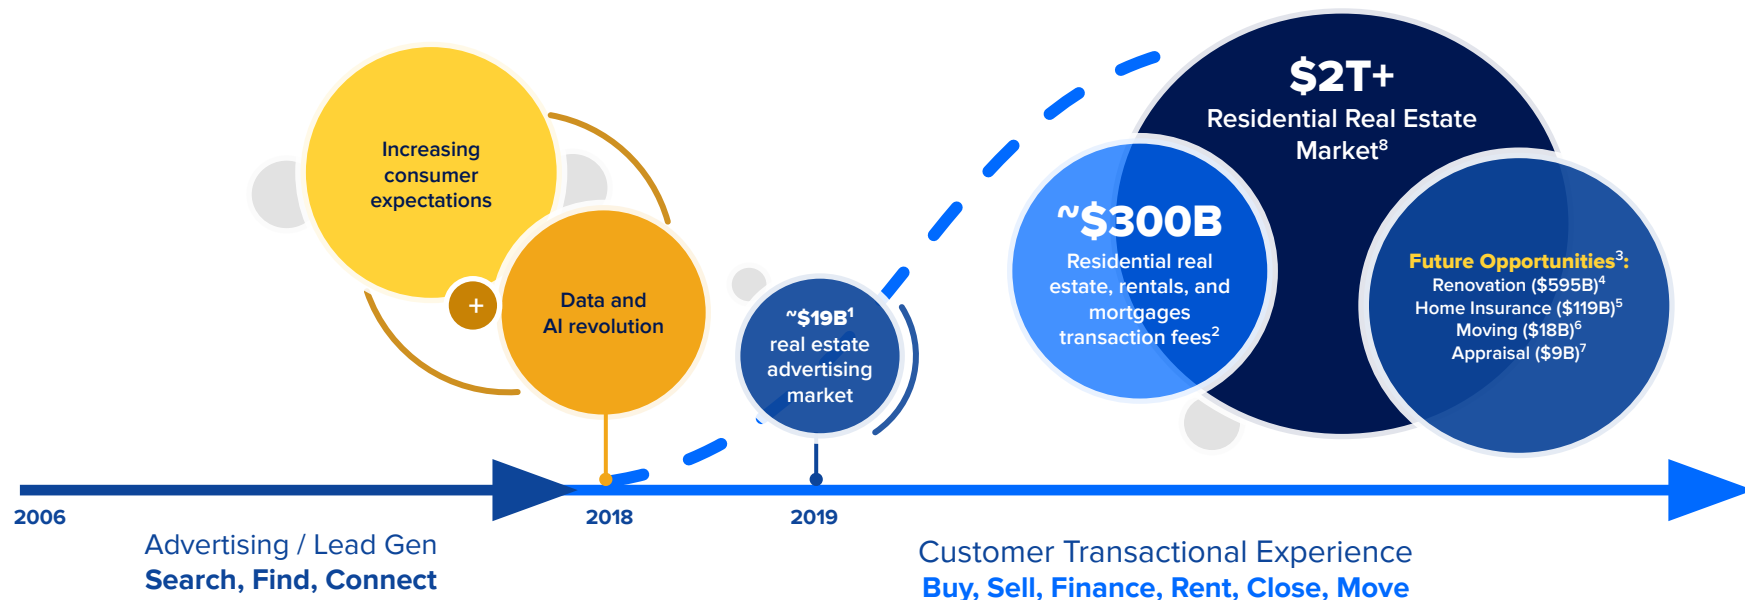 Increasing
consumer
expectations
+
Data and
AI revolution
~$19B¹
real estate
advertising
market
$2T+
Residential Real Estate
Market⁸
~$300B
Residential real
estate, rentals, and
mortgages
transaction fees²
Future Opportunities³:
Renovation ($595B)⁴
Home Insurance ($119B)⁵
Moving ($18B)⁶
Appraisal ($9B)⁷
2006
2018
2019
Advertising / Lead Gen
Search, Find, Connect
Customer Transactional Experience
Buy, Sell, Finance, Rent, Close, Move